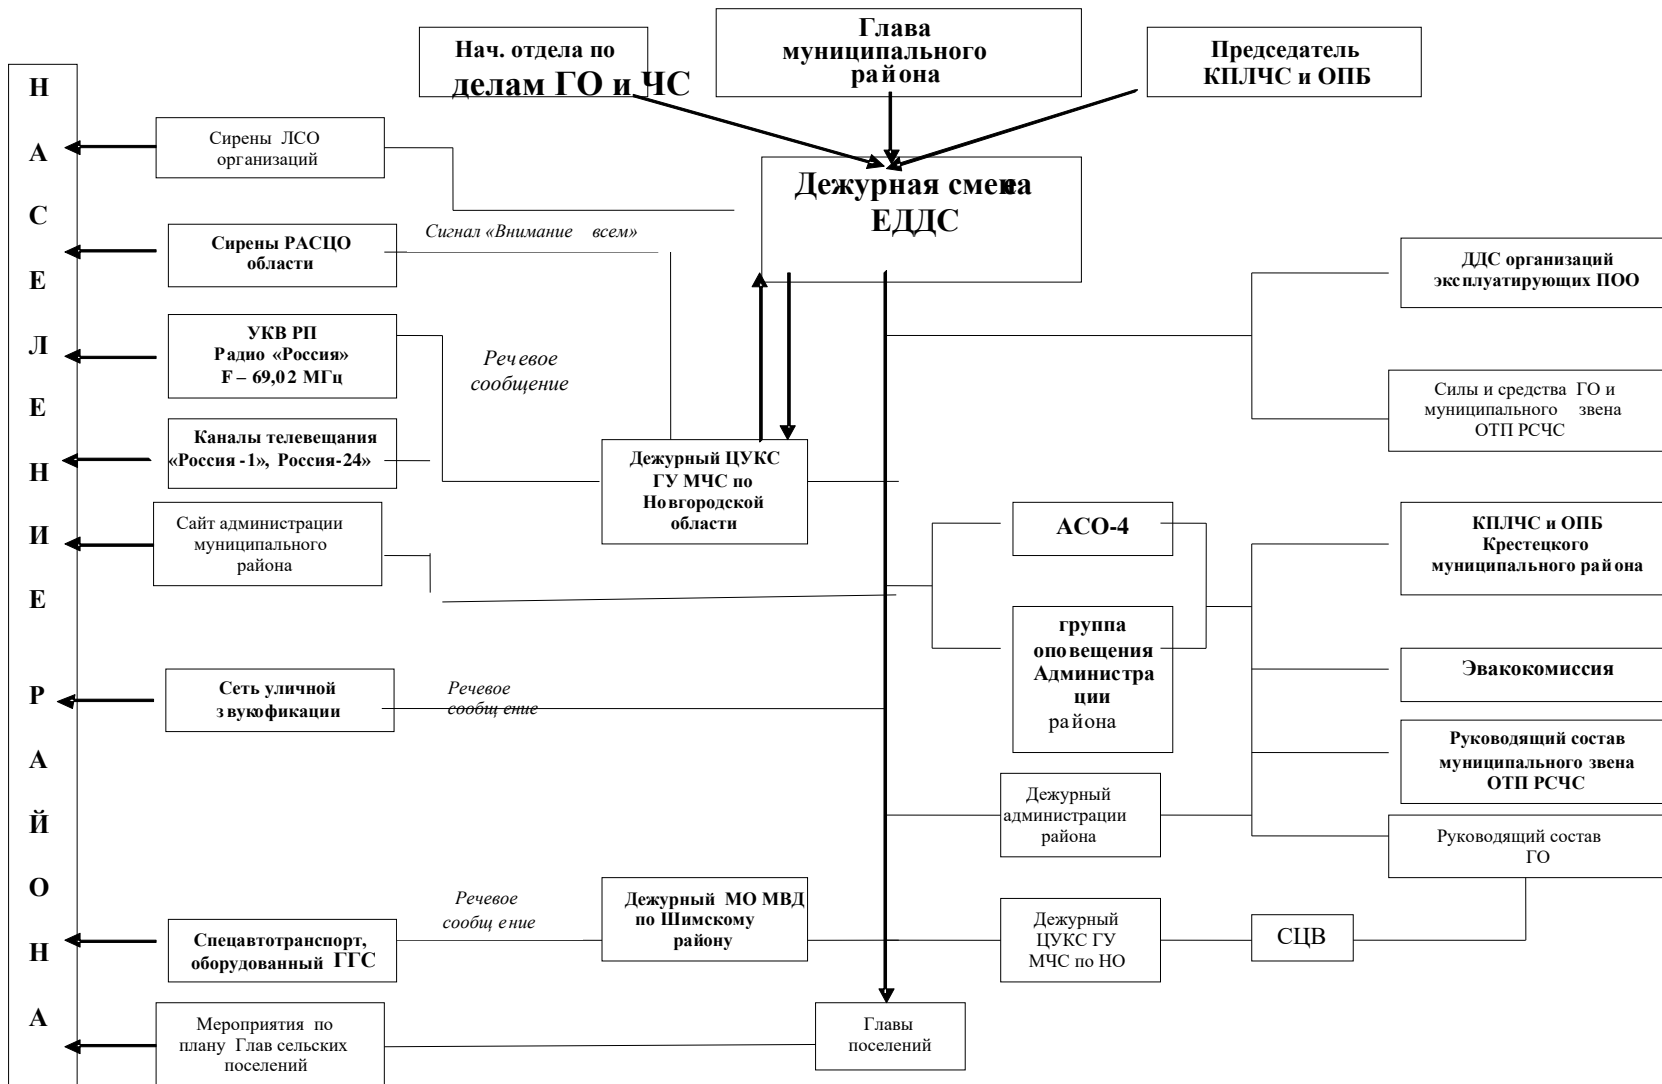 Нач. отдела по
делам ГО и ЧС
Глава
муниципального
района
Председатель
КПЛЧС и ОПБ
Н
А
С
Е
Л
Е
Н
И
Е
Р
А
Й
О
Н
А
Сирены ЛСО
организаций
Дежурная смена
ЕДДС
Сирены РАСЦО
области
Сигнал «Внимание всем»
ДДС организаций
эксплуатирующих ПОО
УКВ РП
Радио «Россия»
F – 69,02 МГц
Речевое
сообщение
Силы и средства ГО и
муниципального звена
ОТП РСЧС
Каналы телевещания
«Россия -1», Россия-24»
Дежурный ЦУКС
ГУ МЧС по
Новгородской
области
Сайт администрации
муниципального
района
АСО-4
КПЛЧС и ОПБ
Крестецкого
муниципального района
группа
оповещения
Администра
ции
района
Эвакокомиссия
Сеть уличной
звукофикации
Речевое
сообщение
Руководящий состав
муниципального звена
ОТП РСЧС
Дежурный
администрации
района
Руководящий состав
ГО
Спецавтотранспорт,
оборудованный ГГС
Речевое
сообщение
Дежурный МО МВД
по Шимскому
району
Дежурный
ЦУКС ГУ
МЧС по НО
СЦВ
Мероприятия по
плану Глав сельских
поселений
Главы
поселений